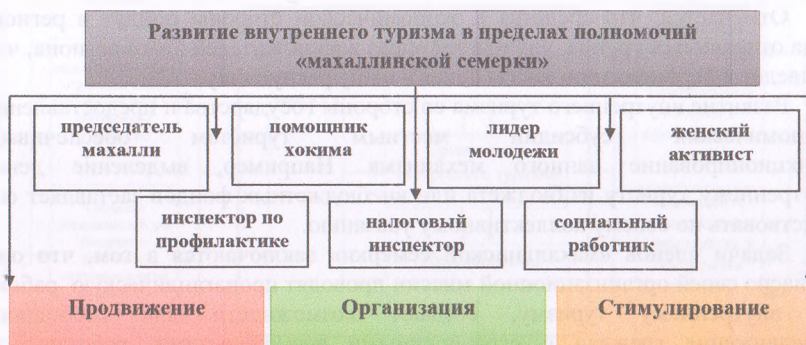 Развитие внутреннего туризма в пределах полномочий
«махаллинской семерки»
председатель
махалли
помощник
хокима
лидер
молодежи
женский
активист
инспектор по
профилактике
налоговый
инспектор
социальный
работник
Продвижение
Организация
Стимулирование